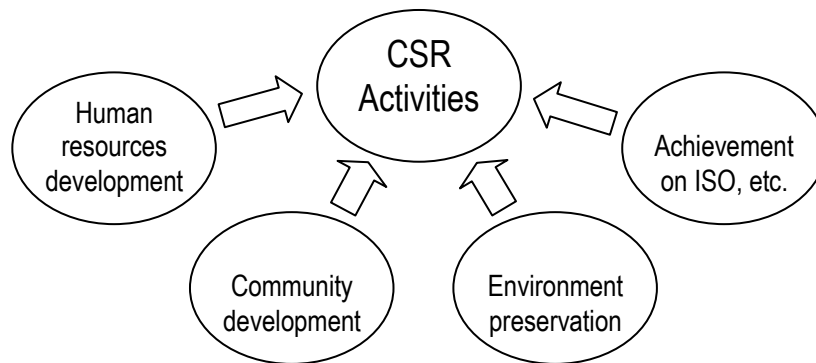 CSR
Activities
Human
resources
development
Achievement
on ISO, etc.
Community
development
Environment
preservation